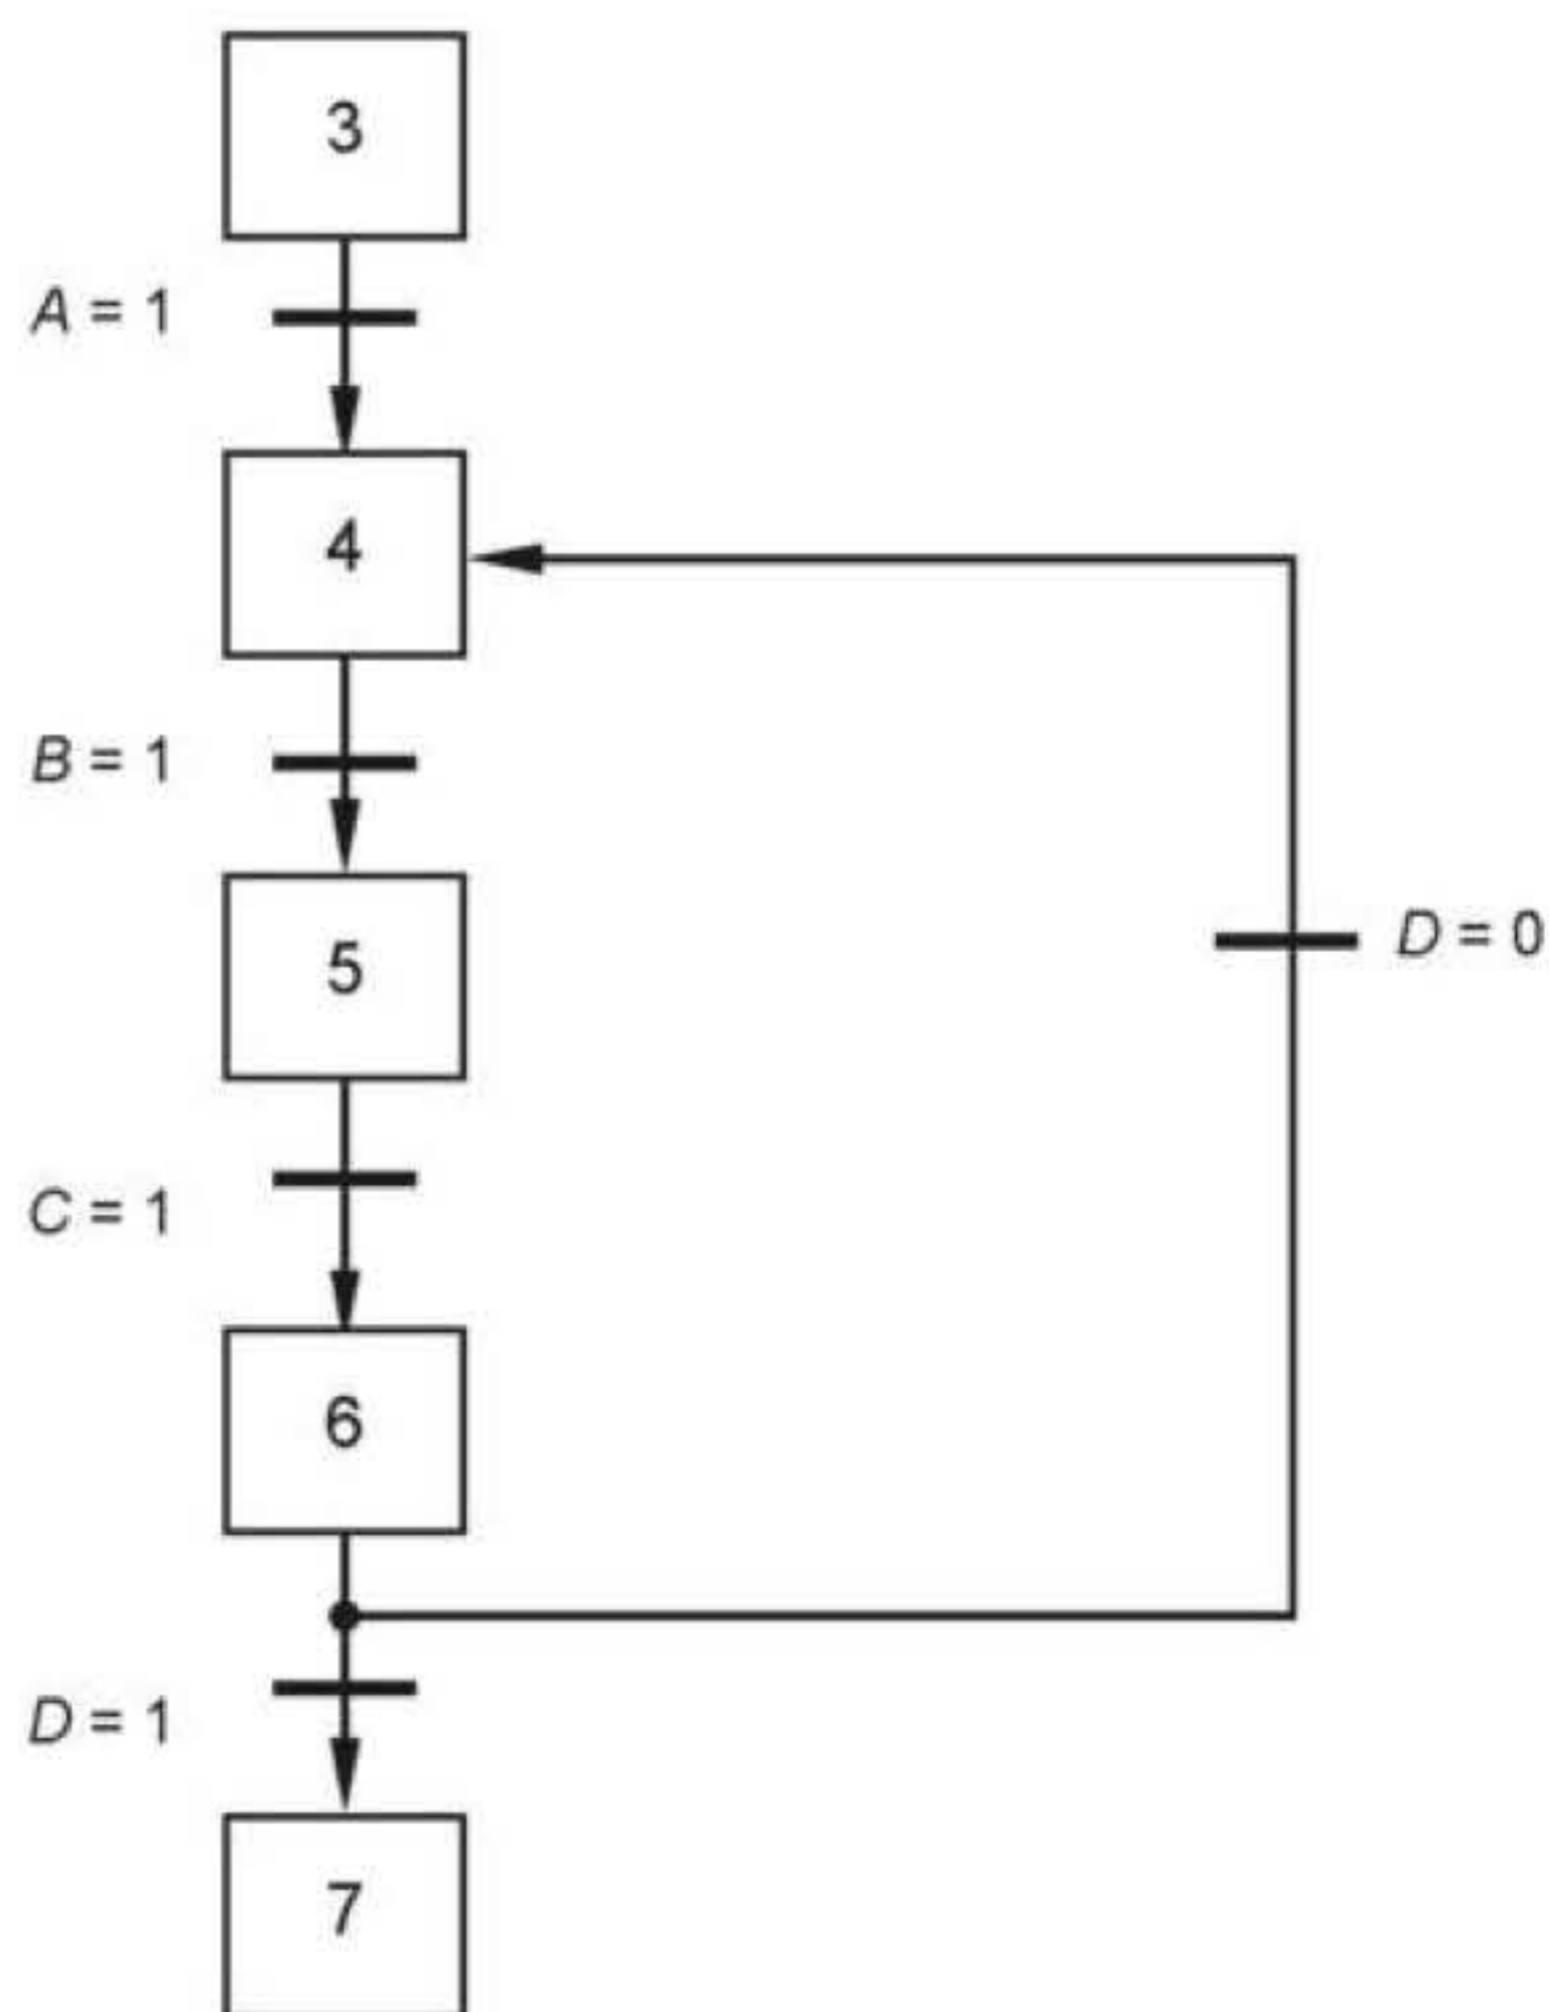 3
A = 1
4
B = 1
5
D = 0
C = 1
6
D = 1
7